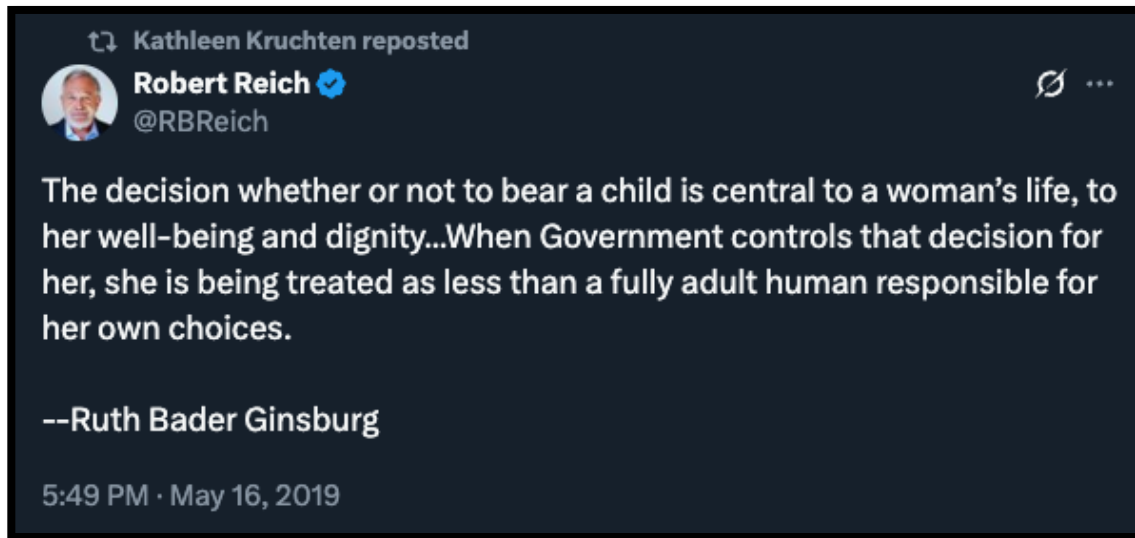 Kathleen Kruchten reposted
Robert Reich
@RBReich
The decision whether or not to bear a child is central to a woman’s life, to
her well-being and dignity...When Government controls that decision for
her, she is being treated as less than a fully adult human responsible for
her own choices.
--Ruth Bader Ginsburg
5:49 PM · May 16, 2019